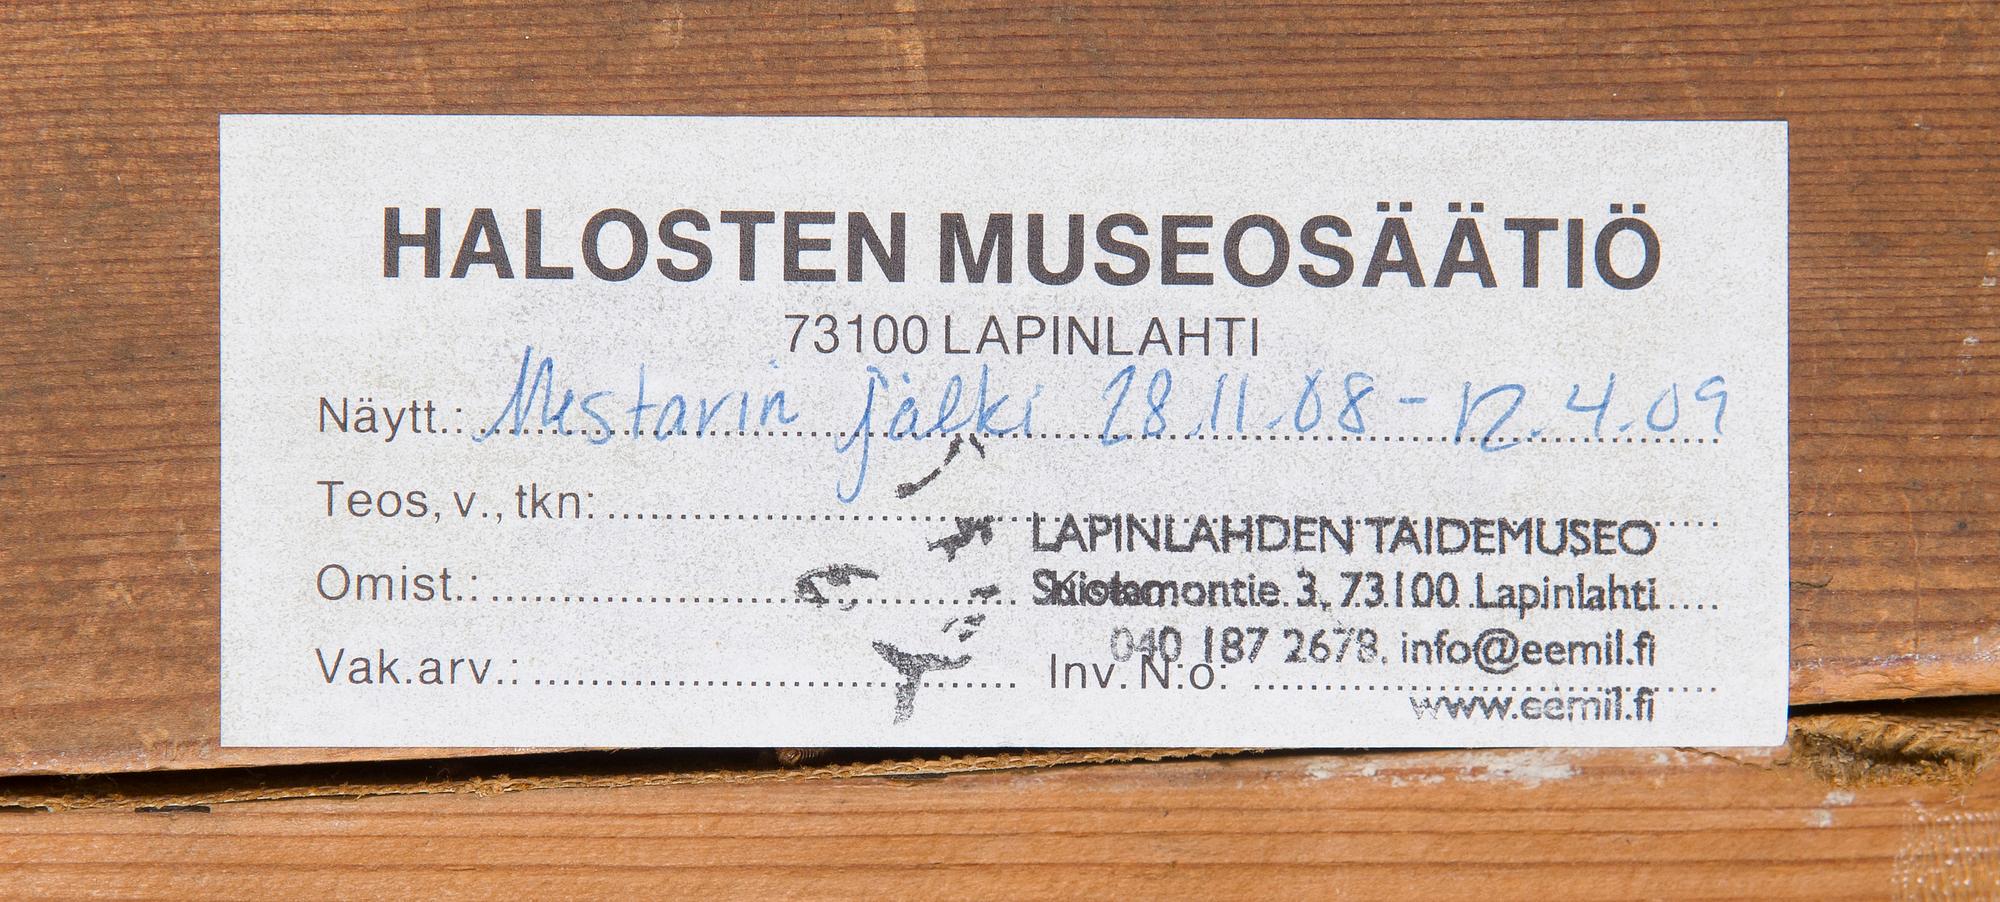 HALOSTEN MUSEOSÄÄTIÖ
73100 LAPINLAHTI
Näytt.: Mestarin jälki 28.11.08 - 12.4.09
Teos, v., tkn:
LAPINLAHDEN TAIDEMUSEO
Omist.:
3, 73100 Lapinlahti
040 187 2678, info@eemil.fi
Vak.arv.: Inv. N:o:
www.eemil.fi